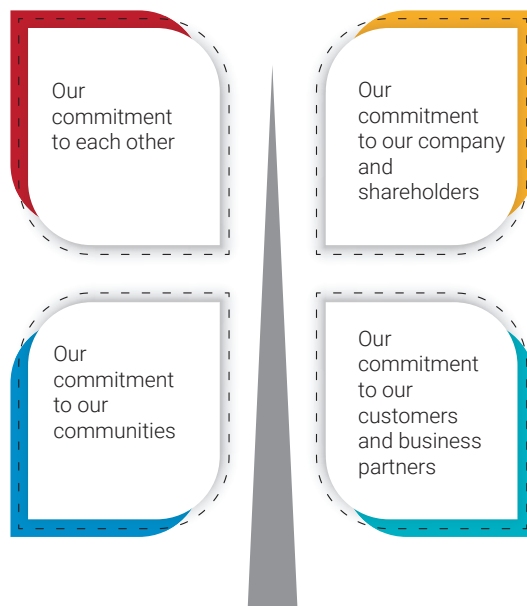 Our
commitment
to each other
Our
commitment
to our company
and
shareholders
Our
commitment
to our
communities
Our
commitment
to our
customers
and business
partners